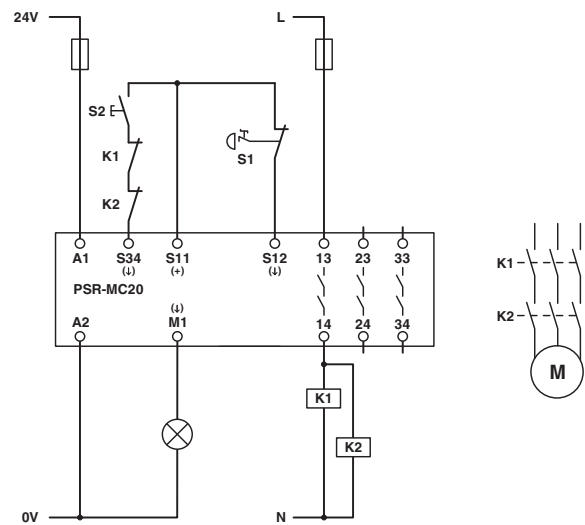 24V L
S2
S1
K1
K2
A1 S34 S11 S12 13 23 33
(↓) (+) (↓)
PSR-MC20
(↓)
A2 M1 14 24 34
K1
K2
0V N
K1
K2
M